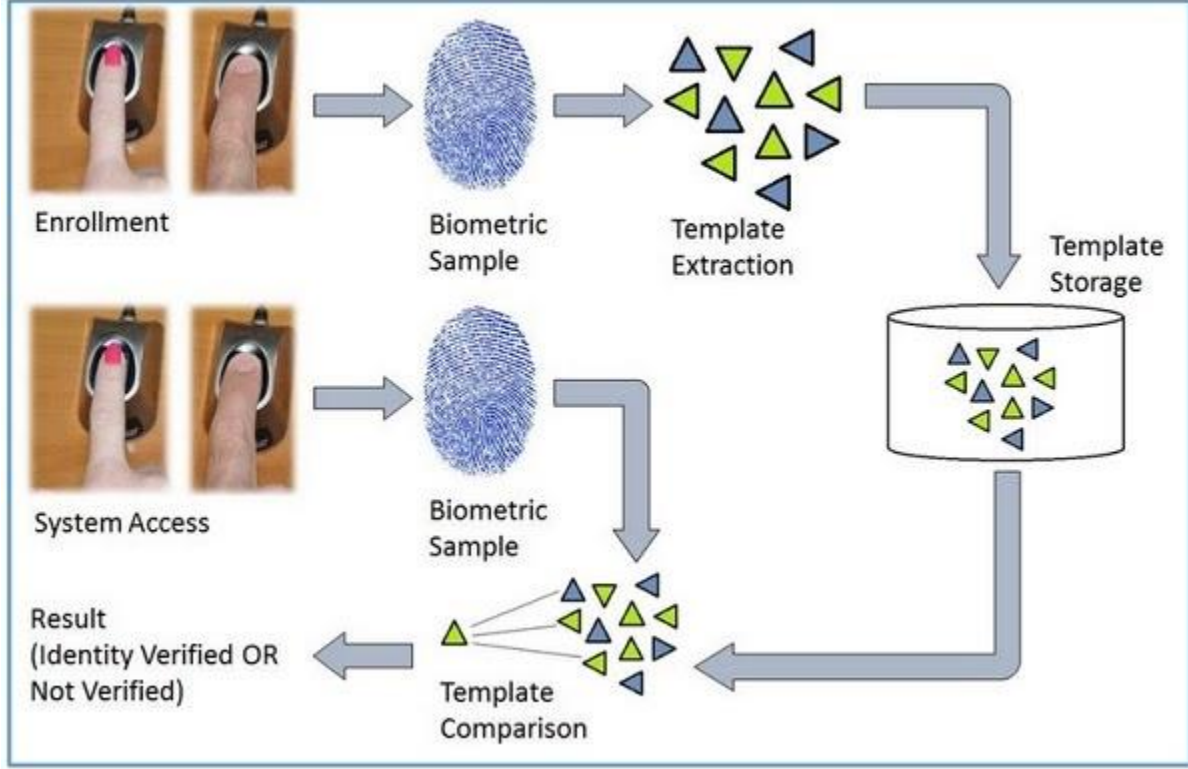 Enrollment
Biometric
Sample
Template
Extraction
Template
Storage
System Access
Biometric
Sample
Result
(Identity Verified OR
Not Verified)
Template
Comparison